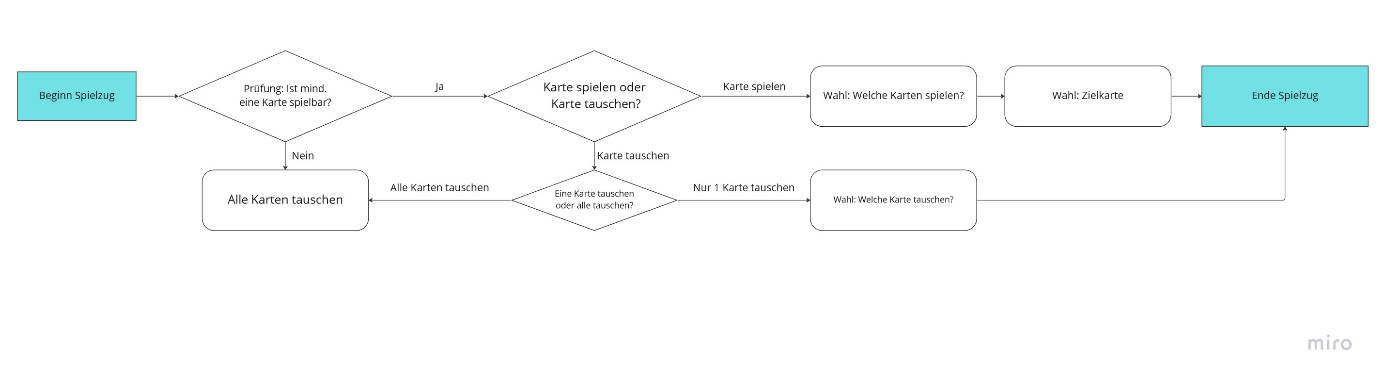 Beginn Spielzug
Prüfung: Ist mind.
eine Karte spielbar?
Ja
Karte spielen oder
Karte tauschen?
Karte spielen
Wahl: Welche Karten spielen?
Wahl: Zielkarte
Ende Spielzug
Nein
Karte tauschen
Alle Karten tauschen
Alle Karten tauschen
Eine Karte tauschen
oder alle tauschen?
Nur 1 Karte tauschen
Wahl: Welche Karte tauschen?
miro